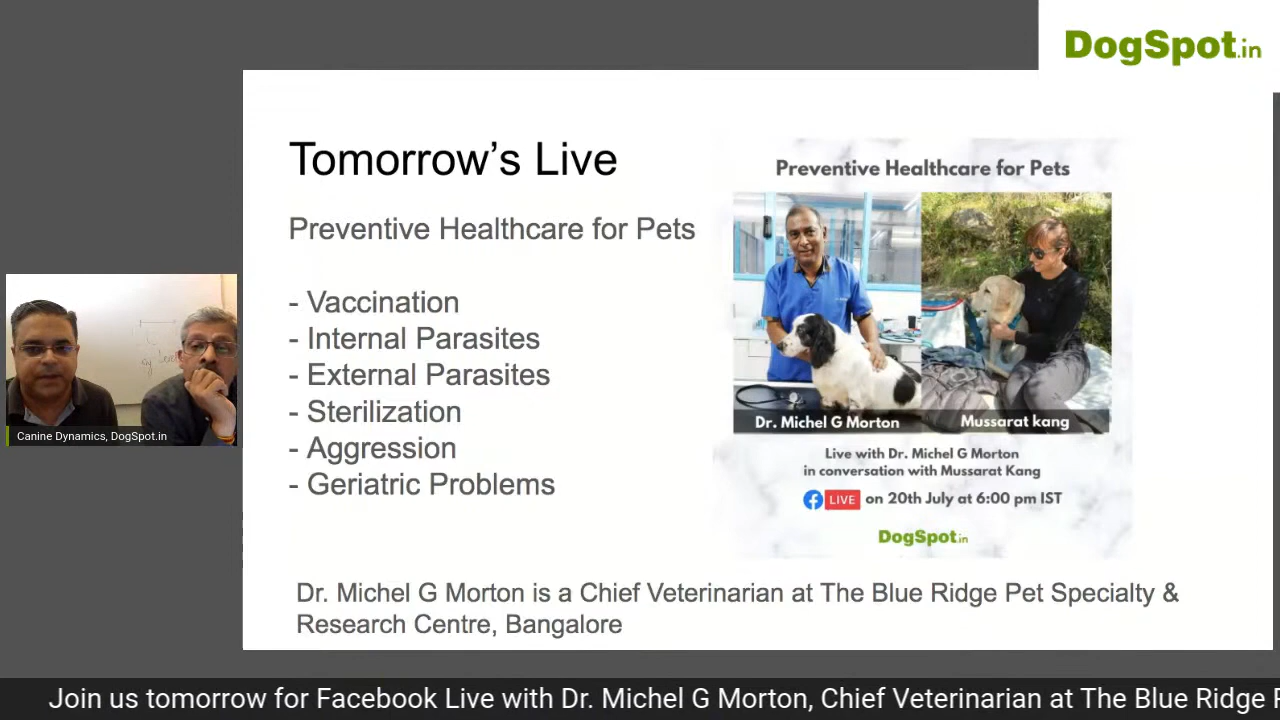 DogSpot.in
Tomorrow's Live
Preventive Healthcare for Pets
- Vaccination
- Internal Parasites
- External Parasites
- Sterilization
- Aggression
- Geriatric Problems
Preventive Healthcare for Pets
Dr. Michel G Morton
Mussarat kang
Live with Dr. Michel G Morton
in conversation with Mussarat Kang
LIVE on 20th July at 6:00 pm IST
DogSpot.in
Canine Dynamics, DogSpot.in
Dr. Michel G Morton is a Chief Veterinarian at The Blue Ridge Pet Specialty &
Research Centre, Bangalore
Join us tomorrow for Facebook Live with Dr. Michel G Morton, Chief Veterinarian at The Blue Ridge